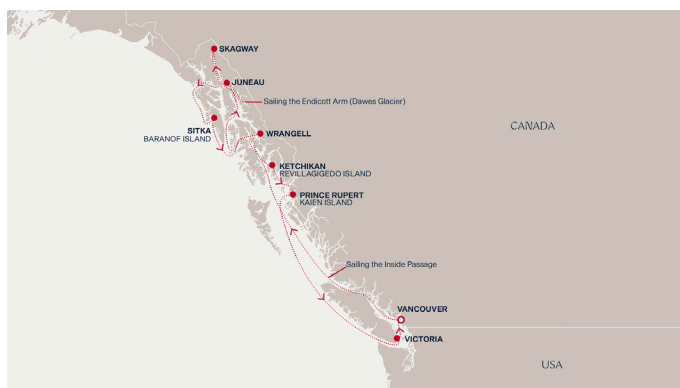 SKAGWAY
JUNEAU
Sailing the Endicott Arm (Dawes Glacier)
SITKA
BARANOF ISLAND
WRANGELL
CANADA
KETCHIKAN
REVILLAGIGEDO ISLAND
PRINCE RUPERT
KAIEN ISLAND
Sailing the Inside Passage
VANCOUVER
VICTORIA
USA